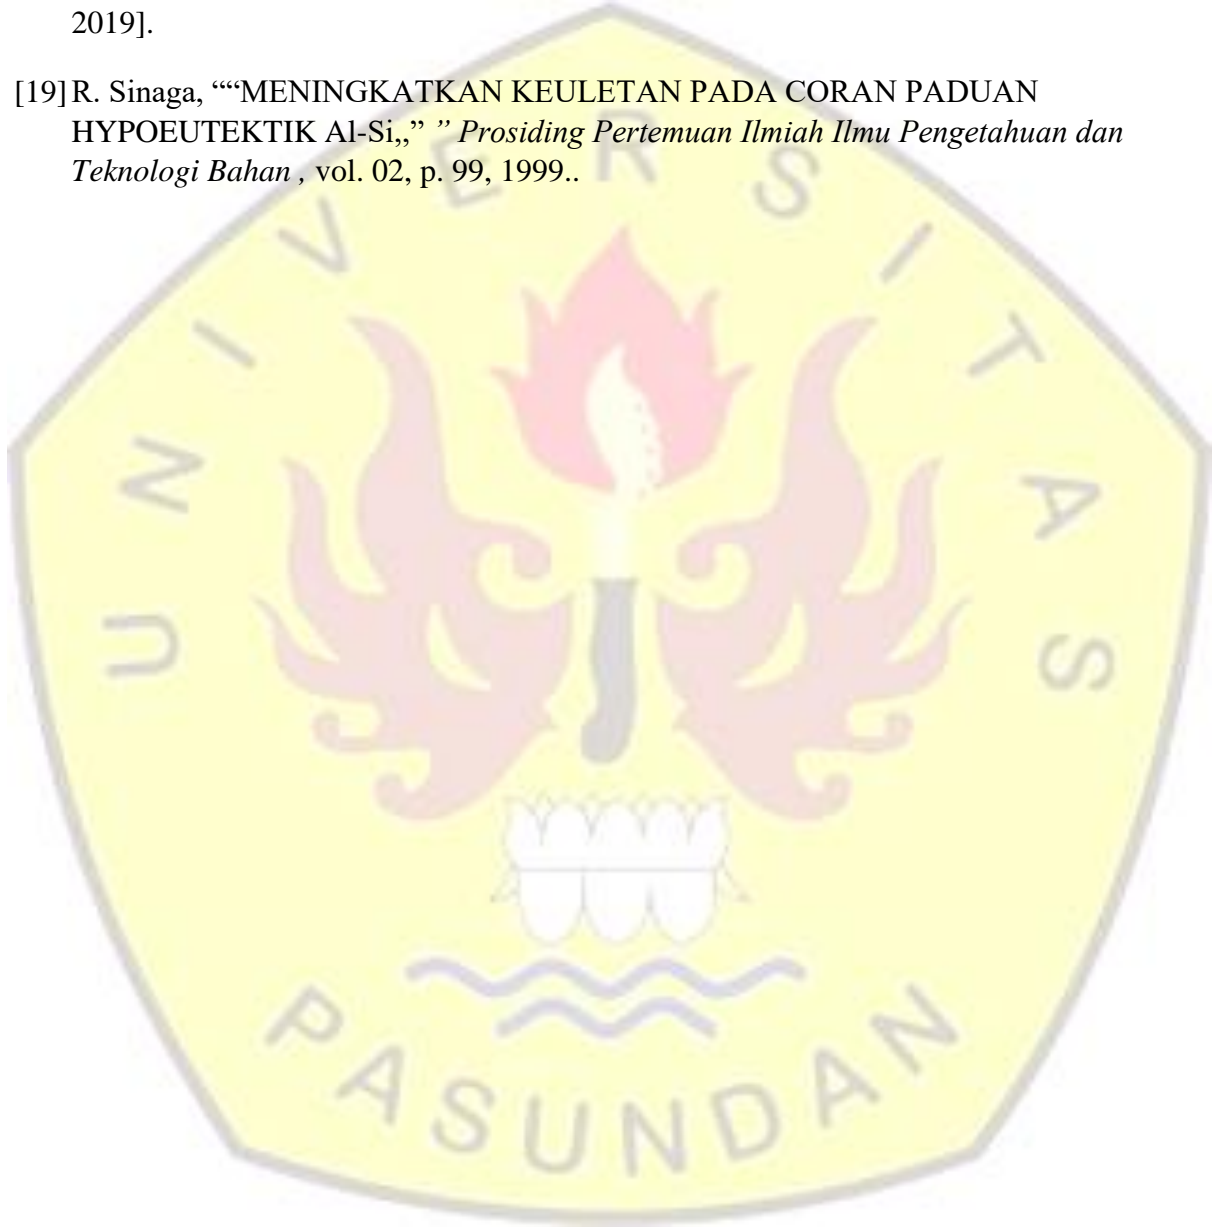 2019].
[19] R. Sinaga, ““MENINGKATKAN KEULETAN PADA CORAN PADUAN
HYPOEUTEKTIK Al-Si,,” ” Prosiding Pertemuan Ilmiah Ilmu Pengetahuan dan
Teknologi Bahan , vol. 02, p. 99, 1999..
UNIVERSITAS
PASUNDAN